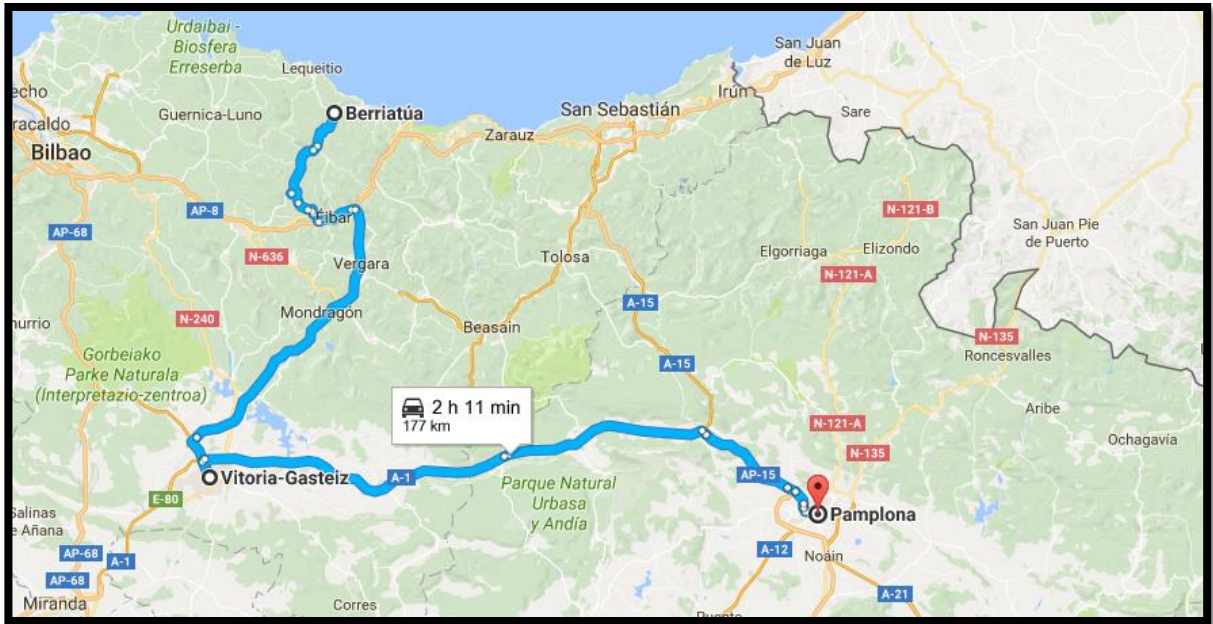 Urdaibai -
Biosfera
Erreserba
Lequeitio
San Juan
de Luz
Irún
echo
Guernica-Luno
Berriatúa
San Sebastián
Sare
racaldo
Zarauz
Bilbao
AP-8
Éibar
N-121-B
AP-68
San Juan Pie
de Puerto
N-636
Vergara
Tolosa
Elgorriaga
Elizondo
N-121-A
A-15
Mondragón
N-240
Beasain
urrio
N-135
Roncesvalles
Gorbeiako
Parke Naturala
(Interpretazio-zentroa)
A-15
2 h 11 min
177 km
Aribe
N-121-A
Ochagavía
N-135
Vitoria-Gasteiz
A-1
AP-15
Parque Natural
Urbasa
y Andía
E-80
Pamplona
Salinas
e Añana
AP-68
A-1
A-12
Noáin
AP-68
A-21
Miranda
Corres